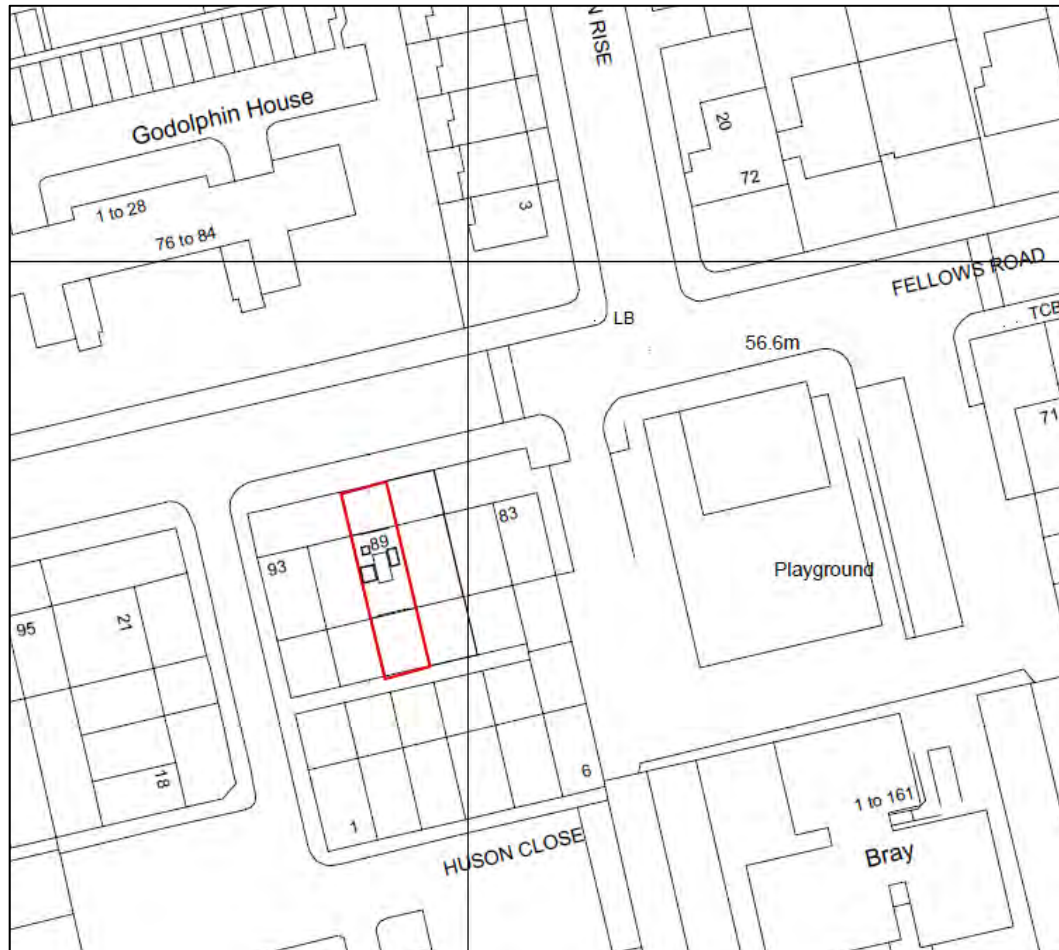 N RISE
Godolphin House
20
72
1 to 28
3
76 to 84
FELLOWS ROAD
LB
TCB
56.6m
71
83
89
93
Playground
95
21
18
6
1 to 161
1
HUSON CLOSE
Bray